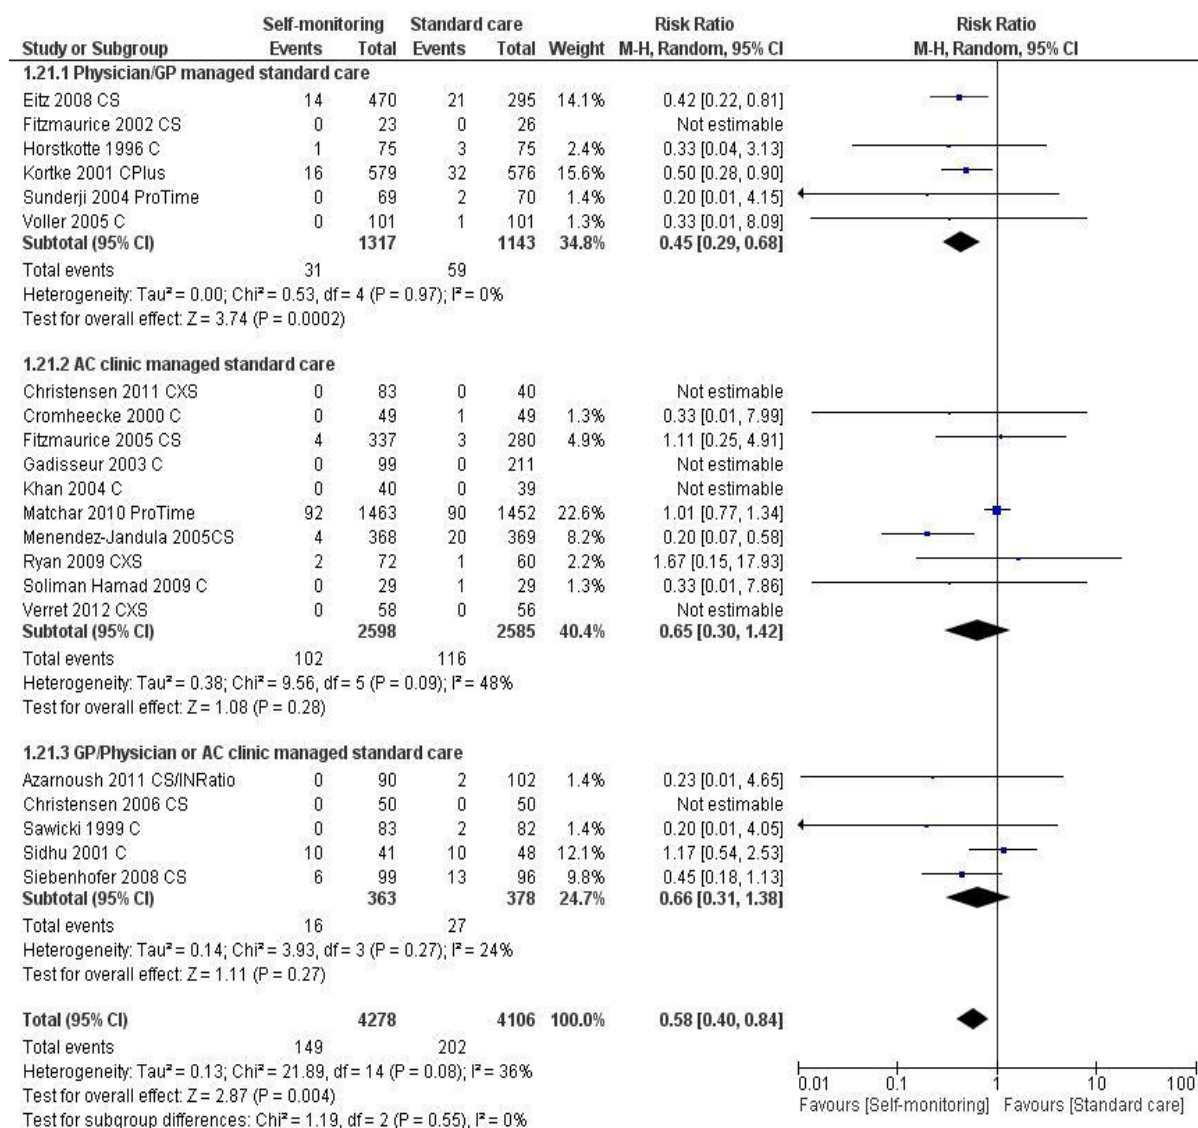 Self-monitoring Standard care Risk Ratio Risk Ratio
Study or Subgroup Events Total Events Total Weight M-H, Random, 95% CI M-H, Random, 95% CI
1.21.1 Physician/GP managed standard care
Eitz 2008 CS 14 470 21 295 14.1% 0.42 [0.22, 0.81]
Fitzmaurice 2002 CS 0 23 0 26 Not estimable
Horstkotte 1996 C 1 75 3 75 2.4% 0.33 [0.04, 3.13]
Kortke 2001 CPlus 16 579 32 576 15.6% 0.50 [0.28, 0.90]
Sunderji 2004 ProTime 0 69 2 70 1.4% 0.20 [0.01, 4.15]
Voller 2005 C 0 101 1 101 1.3% 0.33 [0.01, 8.09]
Subtotal (95% CI) 1317 1143 34.8% 0.45 [0.29, 0.68]
Total events 31 59
Heterogeneity: Tau² = 0.00; Chi² = 0.53, df = 4 (P = 0.97); I² = 0%
Test for overall effect: Z = 3.74 (P = 0.0002)
1.21.2 AC clinic managed standard care
Christensen 2011 CXS 0 83 0 40 Not estimable
Cromheecke 2000 C 0 49 1 49 1.3% 0.33 [0.01, 7.99]
Fitzmaurice 2005 CS 4 337 3 280 4.9% 1.11 [0.25, 4.91]
Gadisseur 2003 C 0 99 0 211 Not estimable
Khan 2004 C 0 40 0 39 Not estimable
Matchar 2010 ProTime 92 1463 90 1452 22.6% 1.01 [0.77, 1.34]
Menendez-Jandula 2005CS 4 368 20 369 8.2% 0.20 [0.07, 0.58]
Ryan 2009 CXS 2 72 1 60 2.2% 1.67 [0.15, 17.93]
Soliman Hamad 2009 C 0 29 1 29 1.3% 0.33 [0.01, 7.86]
Verret 2012 CXS 0 58 0 56 Not estimable
Subtotal (95% CI) 2598 2585 40.4% 0.65 [0.30, 1.42]
Total events 102 116
Heterogeneity: Tau² = 0.38; Chi² = 9.56, df = 5 (P = 0.09); I² = 48%
Test for overall effect: Z = 1.08 (P = 0.28)
1.21.3 GP/Physician or AC clinic managed standard care
Azarnoush 2011 CS/INRatio 0 90 2 102 1.4% 0.23 [0.01, 4.65]
Christensen 2006 CS 0 50 0 50 Not estimable
Sawicki 1999 C 0 83 2 82 1.4% 0.20 [0.01, 4.05]
Sidhu 2001 C 10 41 10 48 12.1% 1.17 [0.54, 2.53]
Siebenhofer 2008 CS 6 99 13 96 9.8% 0.45 [0.18, 1.13]
Subtotal (95% CI) 363 378 24.7% 0.66 [0.31, 1.38]
Total events 16 27
Heterogeneity: Tau² = 0.14; Chi² = 3.93, df = 3 (P = 0.27); I² = 24%
Test for overall effect: Z = 1.11 (P = 0.27)
Total (95% CI) 4278 4106 100.0% 0.58 [0.40, 0.84]
Total events 149 202
Heterogeneity: Tau² = 0.13; Chi² = 21.89, df = 14 (P = 0.08); I² = 36%
Test for overall effect: Z = 2.87 (P = 0.004)
Test for subgroup differences: Chi² = 1.19, df = 2 (P = 0.55), I² = 0%
0.01 0.1 1 10 100
Favours [Self-monitoring] Favours [Standard care]